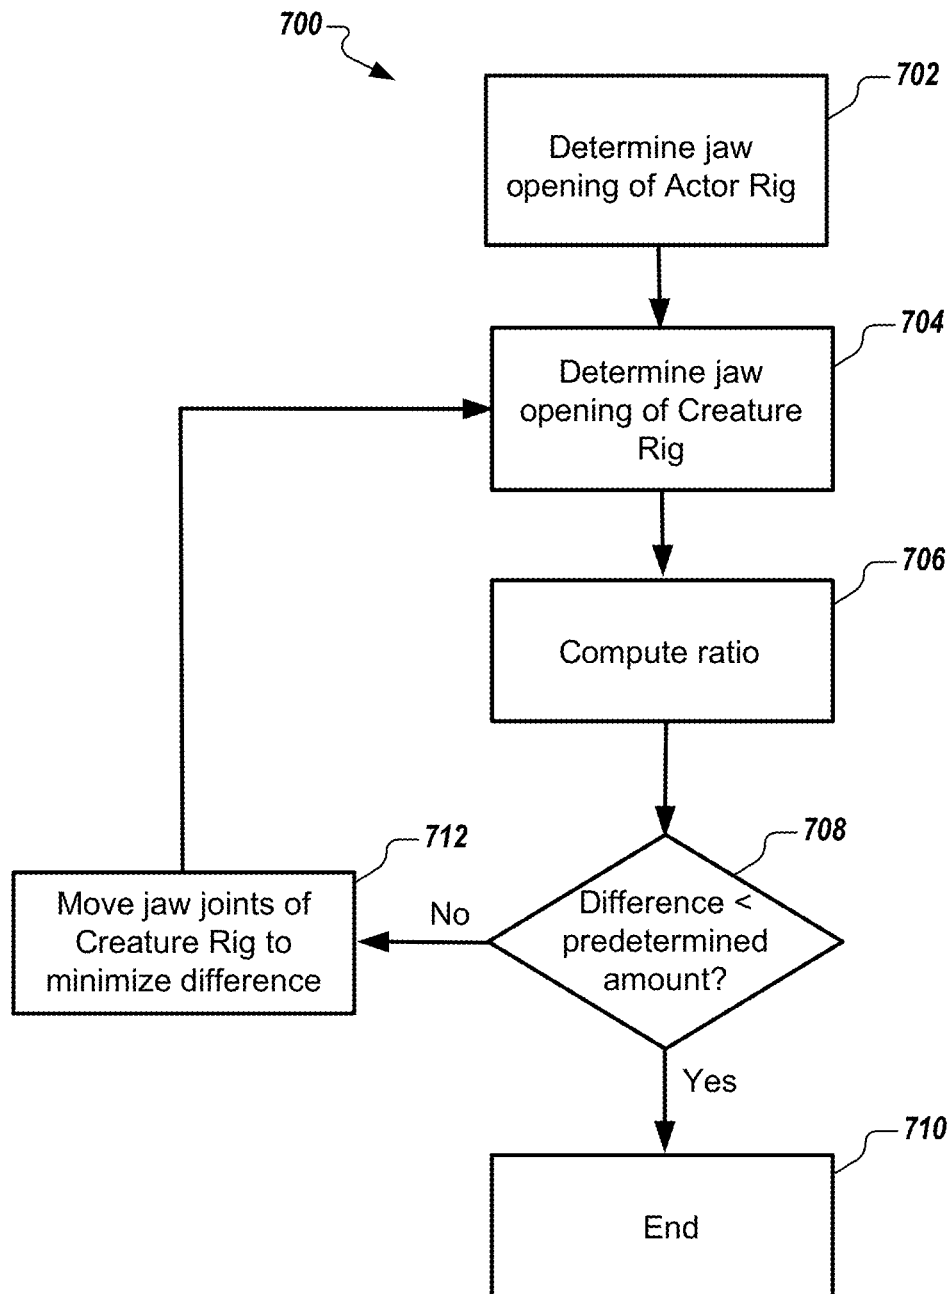 700
702
Determine jaw
opening of Actor Rig
704
Determine jaw
opening of Creature
Rig
706
Compute ratio
708
Difference <
predetermined
amount?
No
712
Move jaw joints of
Creature Rig to
minimize difference
Yes
710
End